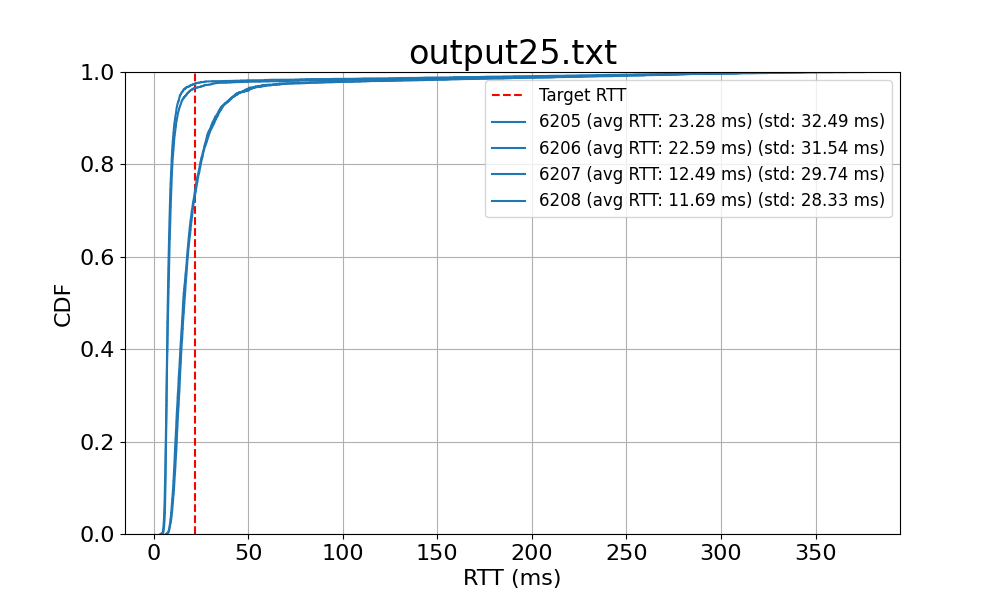 output25.txt
1.0
0.8
0.6
0.4
0.2
0.0
CDF
Target RTT
6205 (avg RTT: 23.28 ms) (std: 32.49 ms)
6206 (avg RTT: 22.59 ms) (std: 31.54 ms)
6207 (avg RTT: 12.49 ms) (std: 29.74 ms)
6208 (avg RTT: 11.69 ms) (std: 28.33 ms)
0 50 100 150 200 250 300 350
RTT (ms)